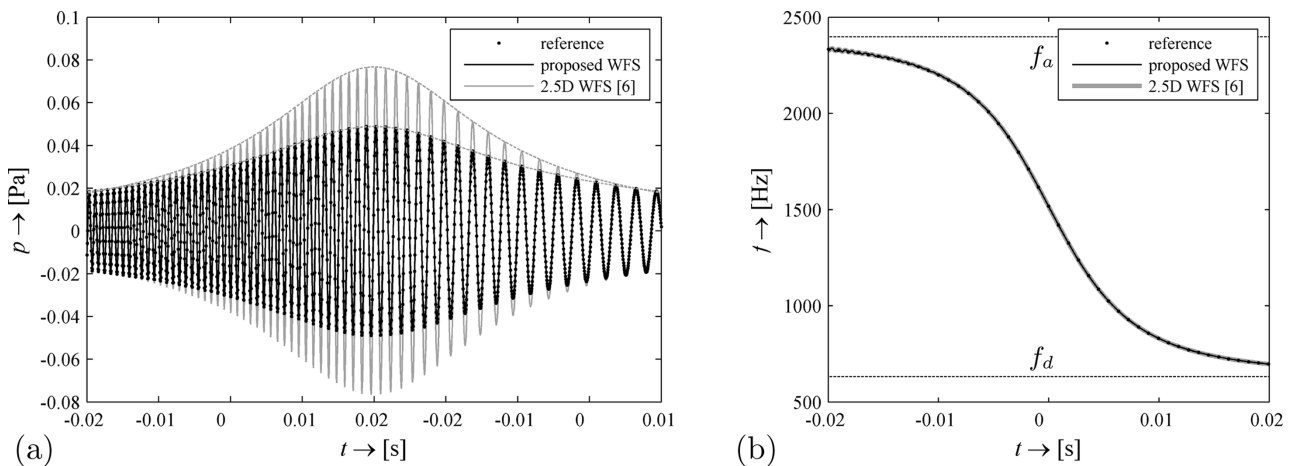 0.1
0.08
0.06
0.04
0.02
0
-0.02
-0.04
-0.06
-0.08
p → [Pa]
reference
proposed WFS
2.5D WFS [6]
-0.02 -0.01 0 0.01 0.02 -0.02 -0.01 0 0.01
(a) t → [s]
2500
2000
1500
1000
500
f → [Hz]
reference
proposed WFS
2.5D WFS [6]
fa
fd
-0.02 -0.01 0 0.01 0.02
(b) t → [s]